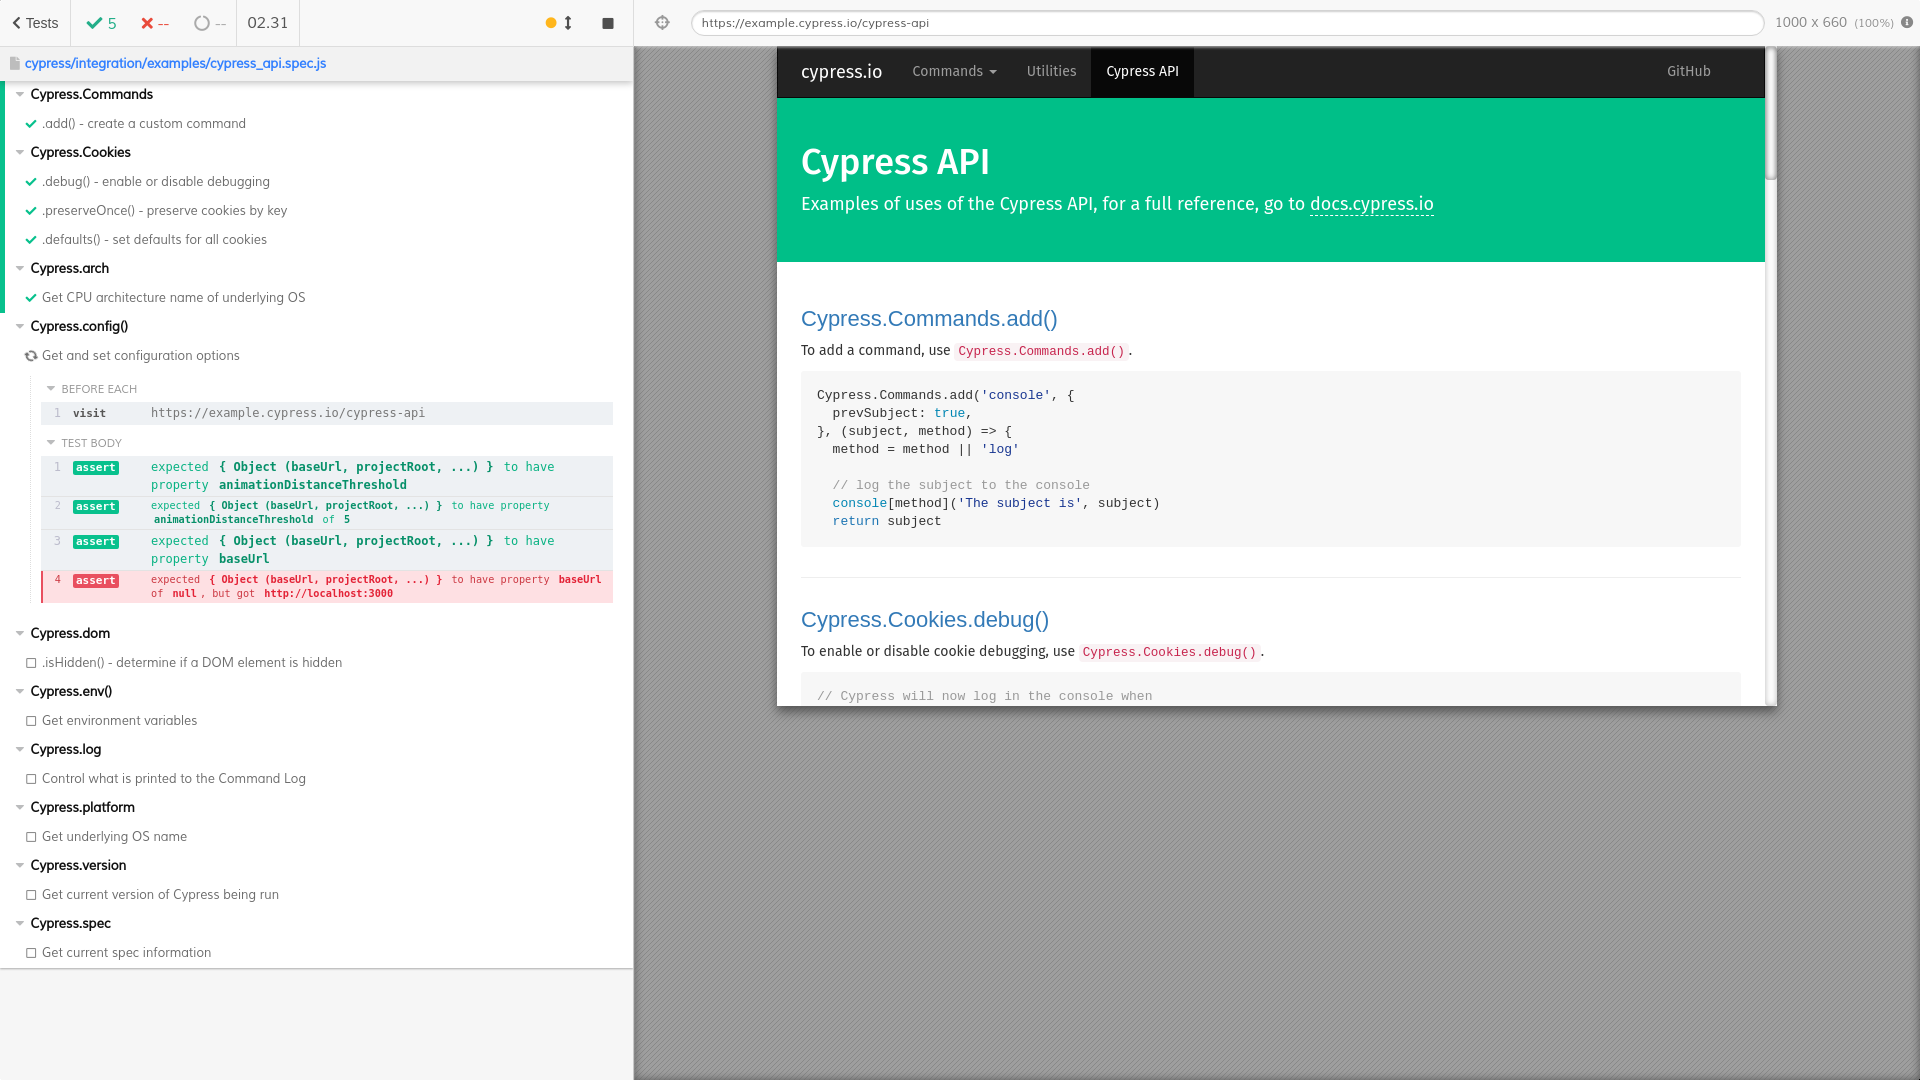 Tests
5
--
--
02.31
cypress/integration/examples/cypress_api.spec.js
Cypress.Commands
.add() - create a custom command
Cypress.Cookies
.debug() - enable or disable debugging
.preserveOnce() - preserve cookies by key
.defaults() - set defaults for all cookies
Cypress.arch
Get CPU architecture name of underlying OS
Cypress.config()
Get and set configuration options
BEFORE EACH
1 visit https://example.cypress.io/cypress-api
TEST BODY
1 assert expected { Object (baseUrl, projectRoot, ...) } to have
property animationDistanceThreshold
2 assert expected { Object (baseUrl, projectRoot, ...) } to have property
animationDistanceThreshold of 5
3 assert expected { Object (baseUrl, projectRoot, ...) } to have
property baseUrl
4 assert expected { Object (baseUrl, projectRoot, ...) } to have property baseUrl
of null, but got http://localhost:3000
Cypress.dom
.isHidden() - determine if a DOM element is hidden
Cypress.env()
Get environment variables
Cypress.log
Control what is printed to the Command Log
Cypress.platform
Get underlying OS name
Cypress.version
Get current version of Cypress being run
Cypress.spec
Get current spec information
https://example.cypress.io/cypress-api
1000 x 660 (100%)
cypress.io Commands Utilities Cypress API GitHub
Cypress API
Examples of uses of the Cypress API, for a full reference, go to docs.cypress.io
Cypress.Commands.add()
To add a command, use Cypress.Commands.add().
Cypress.Commands.add('console', {
prevSubject: true,
}, (subject, method) => {
method = method || 'log'
// log the subject to the console
console[method]('The subject is', subject)
return subject
Cypress.Cookies.debug()
To enable or disable cookie debugging, use Cypress.Cookies.debug().
// Cypress will now log in the console when